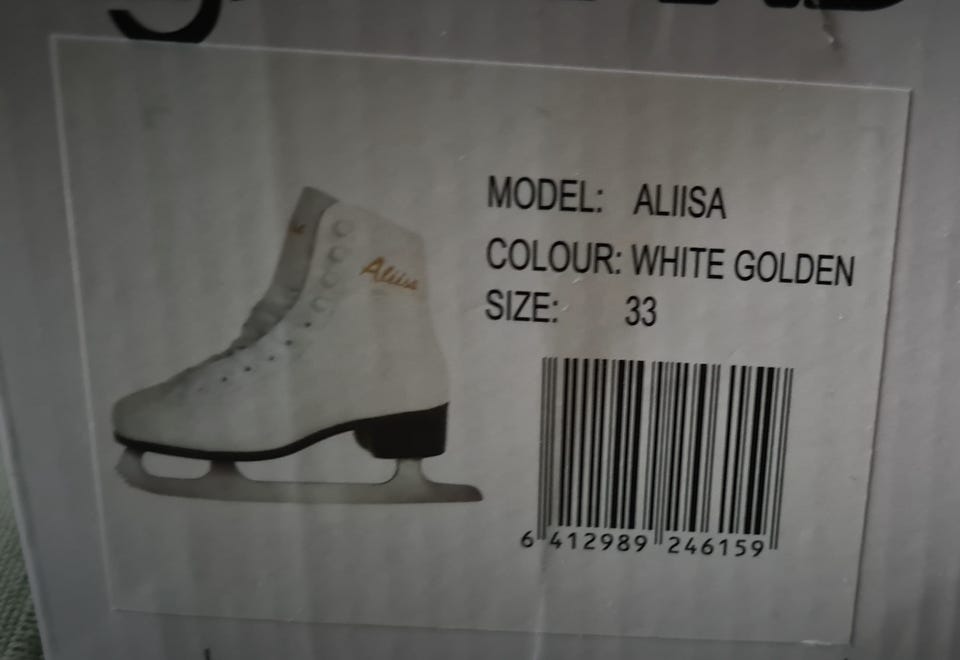 MODEL: ALIISA
COLOUR: WHITE GOLDEN
SIZE: 33
Aliisa
6 412989 246159